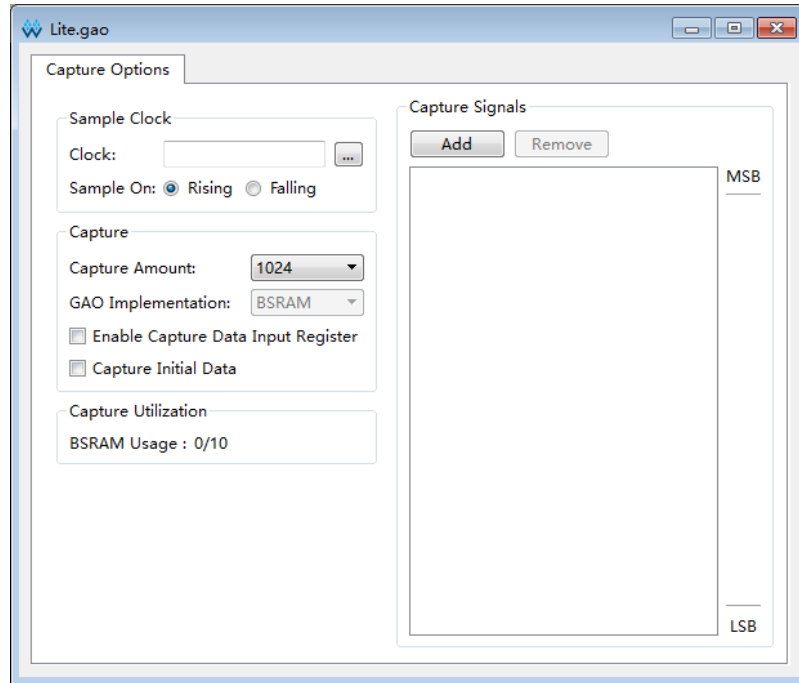 Lite.gao
Capture Options
Sample Clock
Clock:
...
Sample On: Rising Falling
Capture
Capture Amount: 1024
GAO Implementation: BSRAM
Enable Capture Data Input Register
Capture Initial Data
Capture Utilization
BSRAM Usage : 0/10
Capture Signals
Add Remove
MSB
LSB